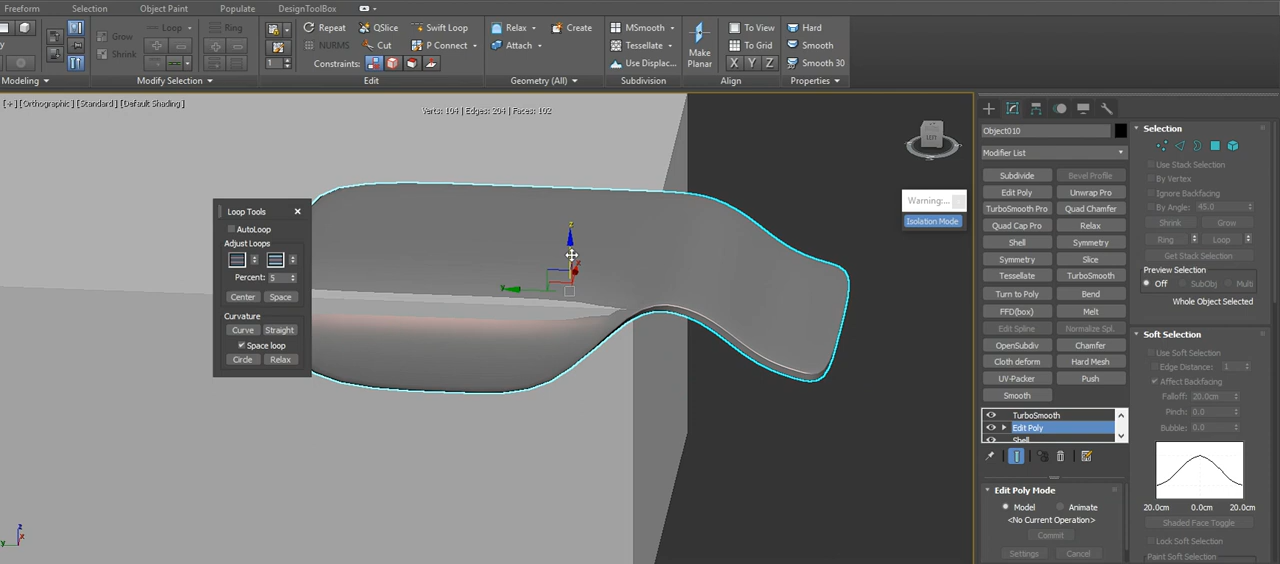 Freeform Selection Object Paint Populate DesignToolBox
Grow Loop Ring Repeat QSlice Swift Loop Relax Create MSmooth To View Hard
Shrink NURMS Cut P Connect Attach Tessellate Make Planar To Grid Smooth
1 Constraints: Use Displac... X Y Z Smooth 30
Modeling Modify Selection Edit Geometry (All) Subdivision Align Properties
[+] [Orthographic] [Standard] [Default Shading]
Verts: 104 | Edges: 204 | Faces: 102
LEFT
Warning:...
Isolation Mode
Loop Tools
AutoLoop
Adjust Loops
Percent: 5
Center Space
Curvature
Curve Straight
Space loop
Circle Relax
z
y
x
z
x
y
Object010
Modifier List
Subdivide Bevel Profile
Edit Poly Unwrap Pro
TurboSmooth Pro Quad Chamfer
Quad Cap Pro Relax
Shell Symmetry
Symmetry Slice
Tessellate TurboSmooth
Turn to Poly Bend
FFD(box) Melt
Edit Spline Normalize Spl.
OpenSubdiv Chamfer
Cloth deform Hard Mesh
UV-Packer Push
Smooth
TurboSmooth
Edit Poly
Shell
Edit Poly Mode
Model Animate
<No Current Operation>
Commit
Settings Cancel
Selection
Use Stack Selection
By Vertex
Ignore Backfacing
By Angle: 45.0
Shrink Grow
Ring Loop
Get Stack Selection
Preview Selection
Off SubObj Multi
Whole Object Selected
Soft Selection
Use Soft Selection
Edge Distance: 1
Affect Backfacing
Falloff: 20.0cm
Pinch: 0.0
Bubble: 0.0
20.0cm 0.0cm 20.0cm
Shaded Face Toggle
Lock Soft Selection
Paint Soft Selection